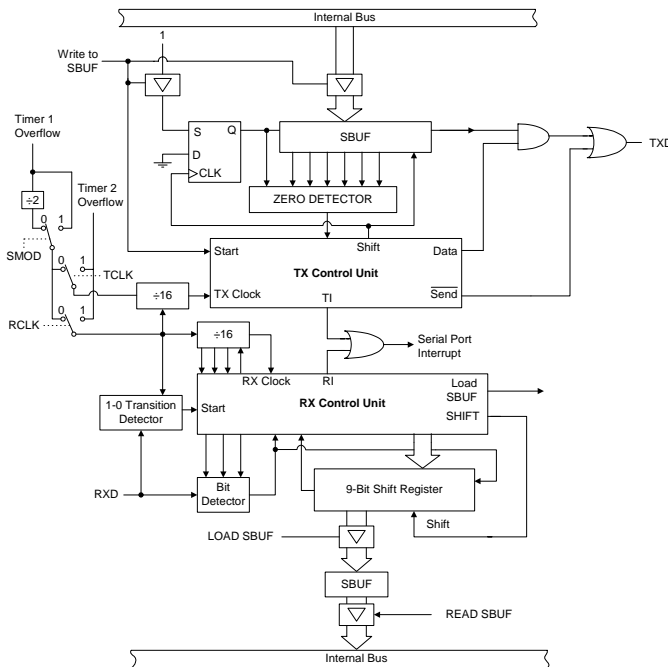 Internal Bus
1
Write to
SBUF
S
Q
D
CLK
SBUF
TXD
Timer 1
Overflow
÷2
Timer 2
Overflow
ZERO DETECTOR
0
1
SMOD
Shift
Start
Data
TX Control Unit
0
1
TCLK
÷16
TX Clock
TI
Send
RCLK
0
1
÷16
Serial Port
Interrupt
RX Clock
RI
Load
SBUF
1-0 Transition
Detector
Start
RX Control Unit
SHIFT
RXD
Bit
Detector
9-Bit Shift Register
Shift
LOAD SBUF
SBUF
READ SBUF
Internal Bus